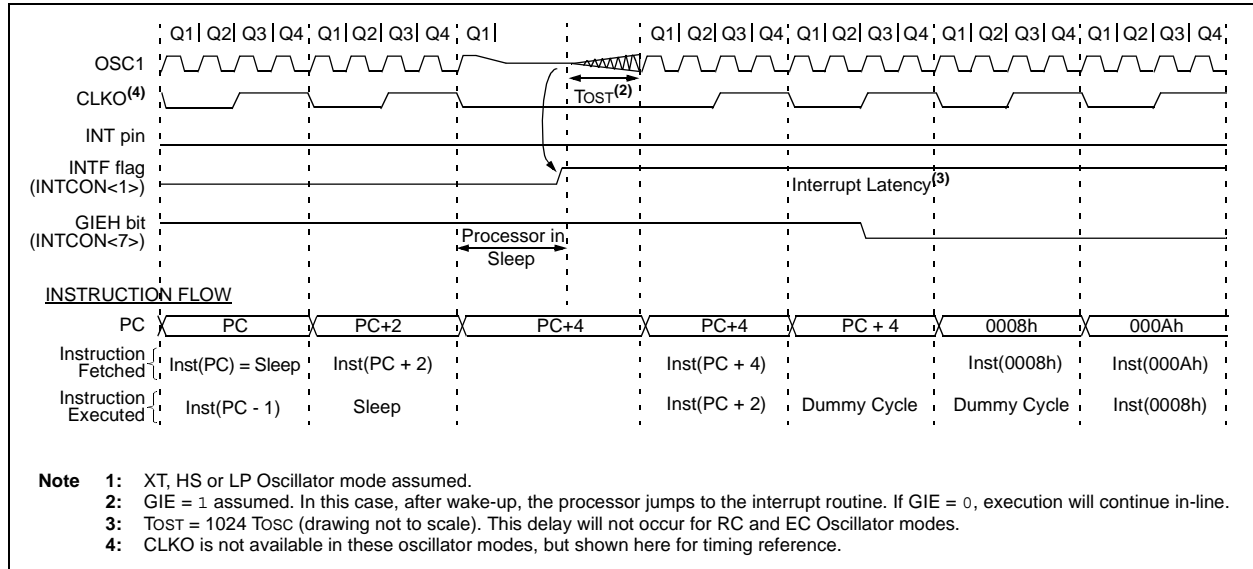 Q1 Q2 Q3 Q4 Q1 Q2 Q3 Q4 Q1 Q1 Q2 Q3 Q4 Q1 Q2 Q3 Q4 Q1 Q2 Q3 Q4 Q1 Q2 Q3 Q4
OSC1
CLKO(4)
TOST(2)
INT pin
INTF flag
(INTCON<1>)
Interrupt Latency(3)
GIEH bit
(INTCON<7>)
Processor in
Sleep
INSTRUCTION FLOW
PC PC PC+2 PC+4 PC+4 PC + 4 0008h 000Ah
Instruction
Fetched
Inst(PC) = Sleep Inst(PC + 2) Inst(PC + 4) Inst(0008h) Inst(000Ah)
Instruction
Executed
Inst(PC - 1) Sleep Inst(PC + 2) Dummy Cycle Dummy Cycle Inst(0008h)
Note 1: XT, HS or LP Oscillator mode assumed.
2: GIE = 1 assumed. In this case, after wake-up, the processor jumps to the interrupt routine. If GIE = 0, execution will continue in-line.
3: TOST = 1024 TOSC (drawing not to scale). This delay will not occur for RC and EC Oscillator modes.
4: CLKO is not available in these oscillator modes, but shown here for timing reference.